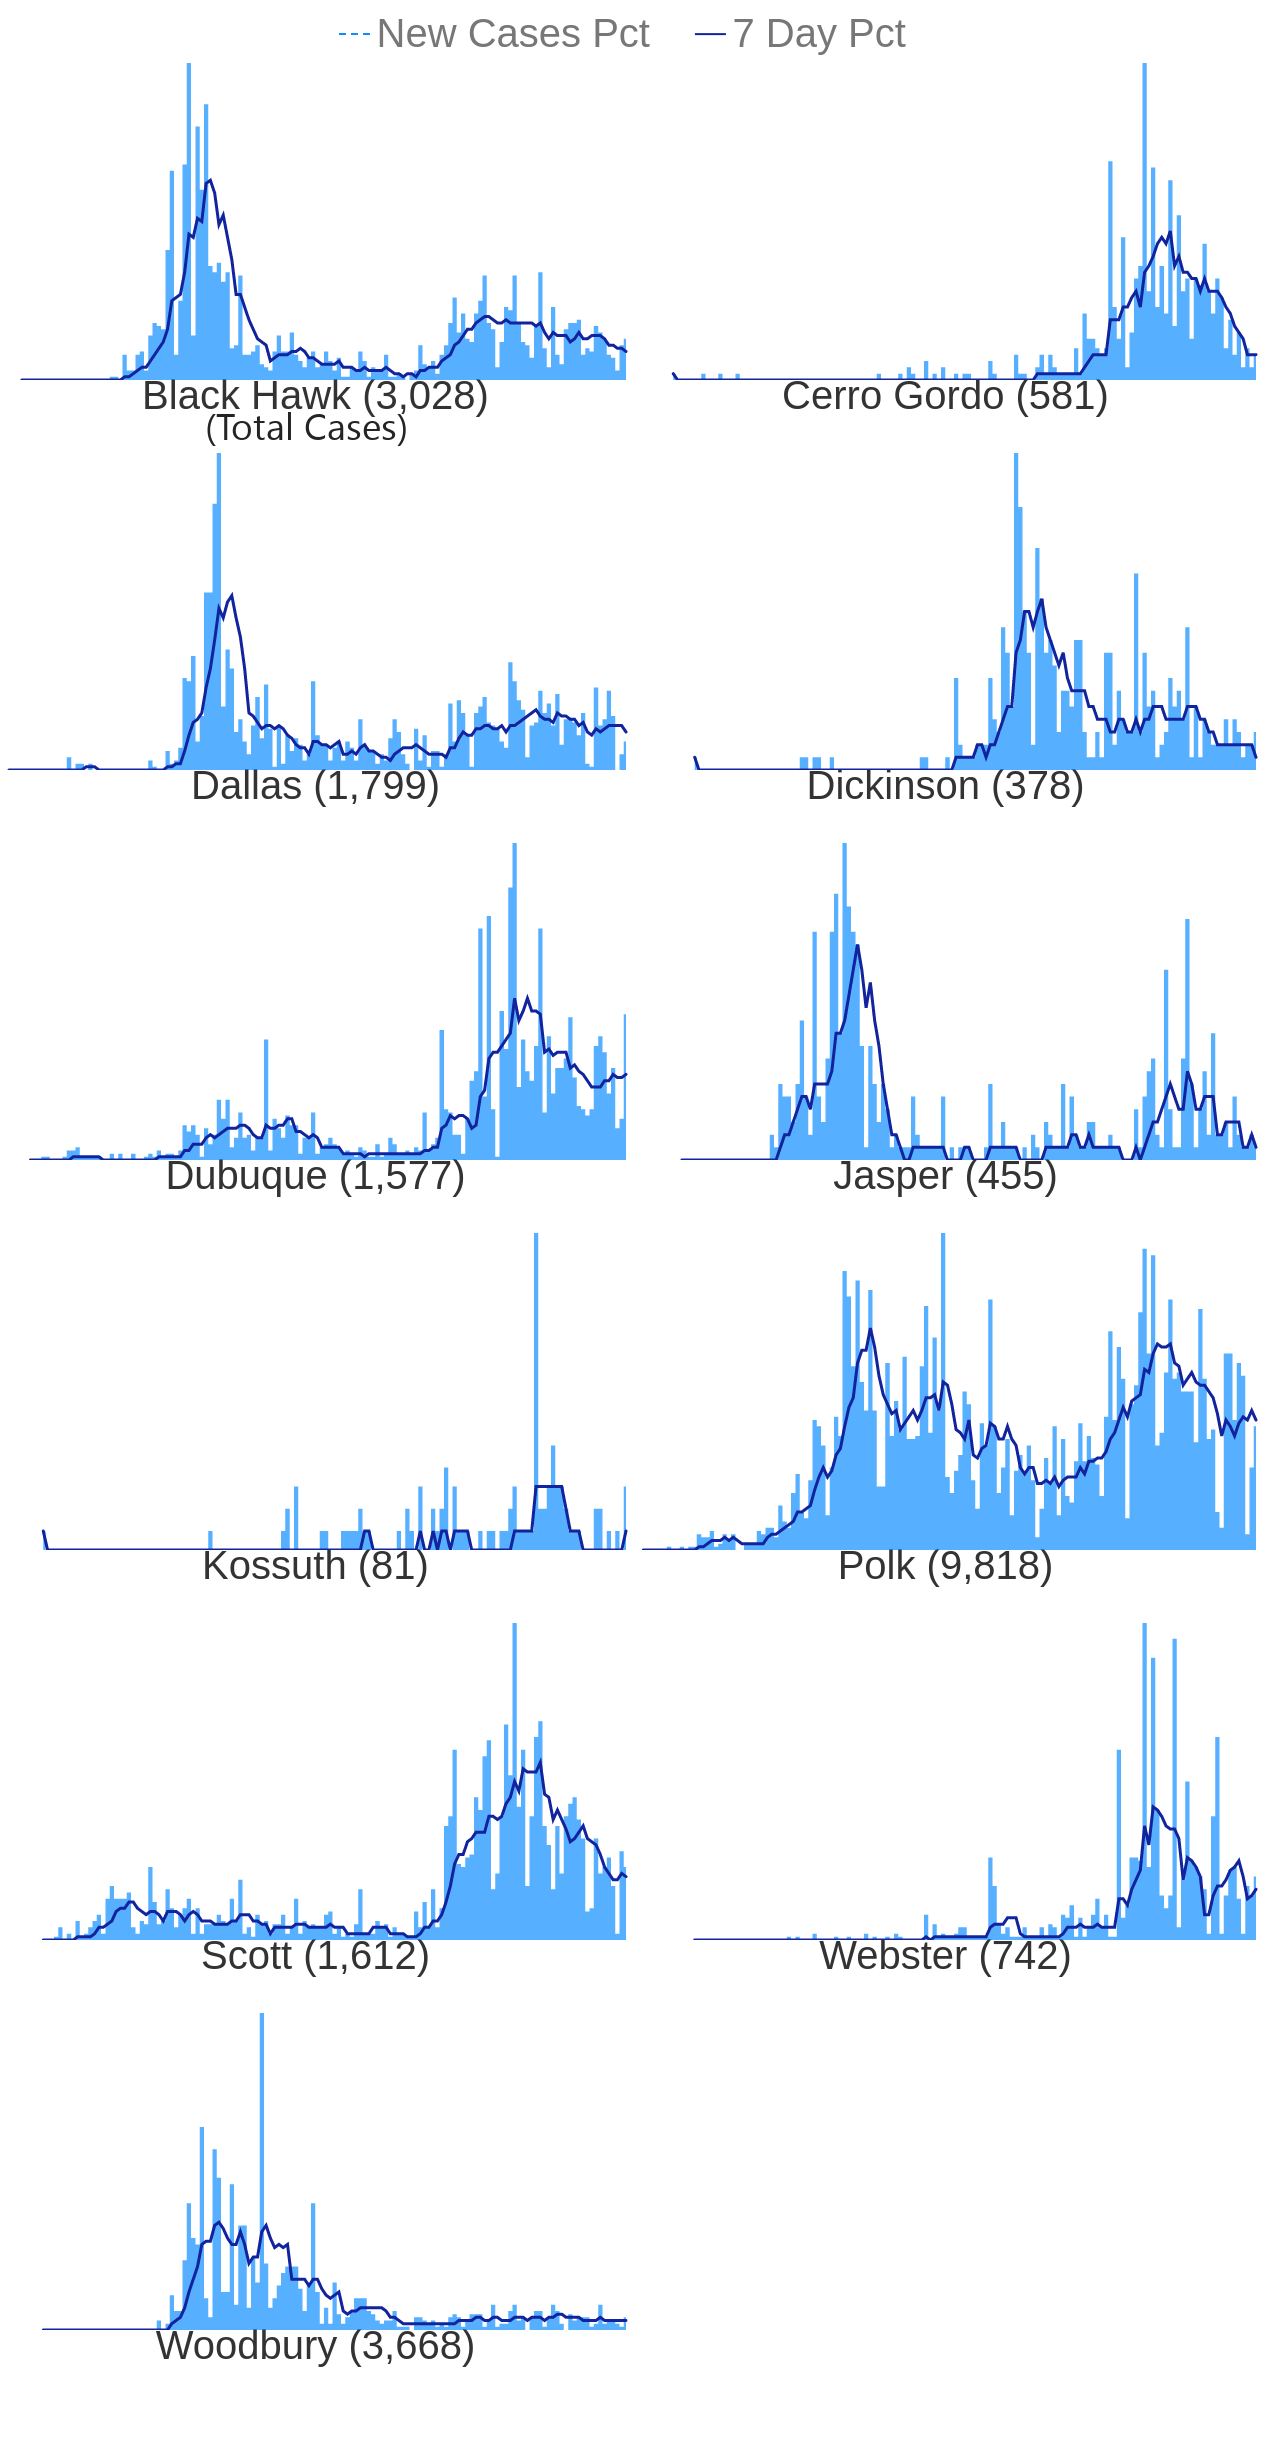 New Cases Pct 7 Day Pct
Black Hawk (3,028) Cerro Gordo (581)
(Total Cases)
Dallas (1,799) Dickinson (378)
Dubuque (1,577) Jasper (455)
Kossuth (81) Polk (9,818)
Scott (1,612) Webster (742)
Woodbury (3,668)